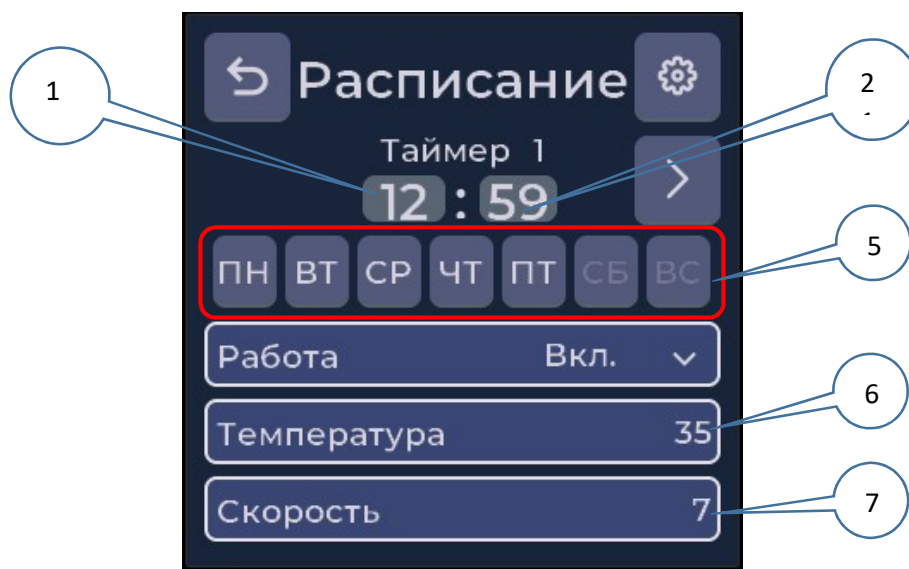 Расписание
1
2
Таймер 1
12 : 59
ПН ВТ СР ЧТ ПТ СБ ВС
5
Работа Вкл.
Температура 35
6
Скорость 7
7